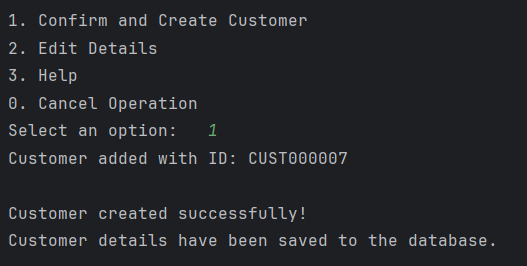 1. Confirm and Create Customer
2. Edit Details
3. Help
0. Cancel Operation
Select an option:   1
Customer added with ID: CUST000007

Customer created successfully!
Customer details have been saved to the database.